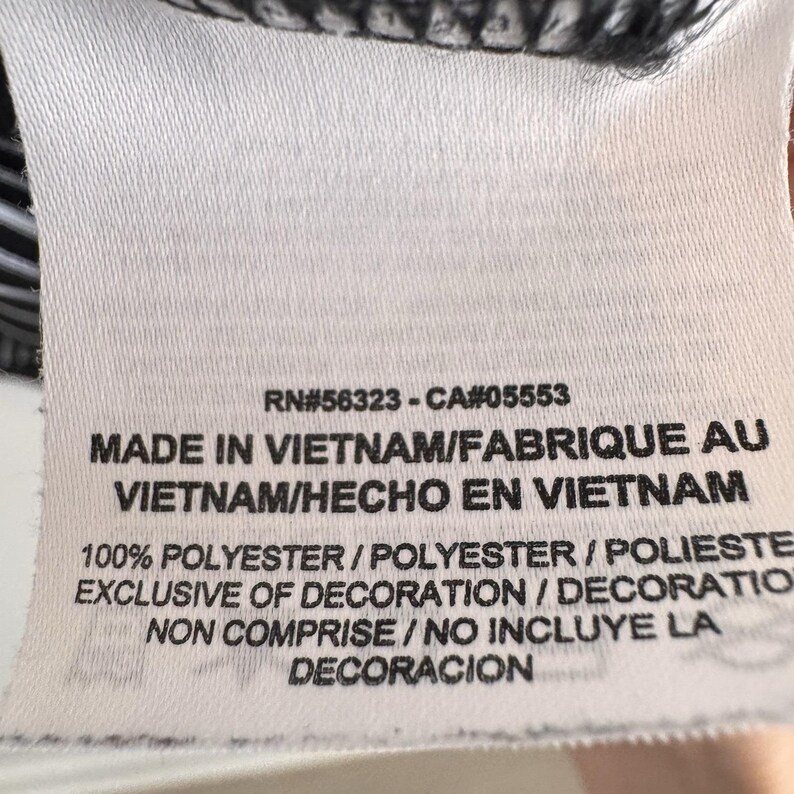 RN#56323 - CA#05553
MADE IN VIETNAM/FABRIQUE AU
VIETNAM/HECHO EN VIETNAM
100% POLYESTER / POLYESTER / POLIESTE
EXCLUSIVE OF DECORATION / DECORATIO
NON COMPRISE / NO INCLUYE LA
DECORACION